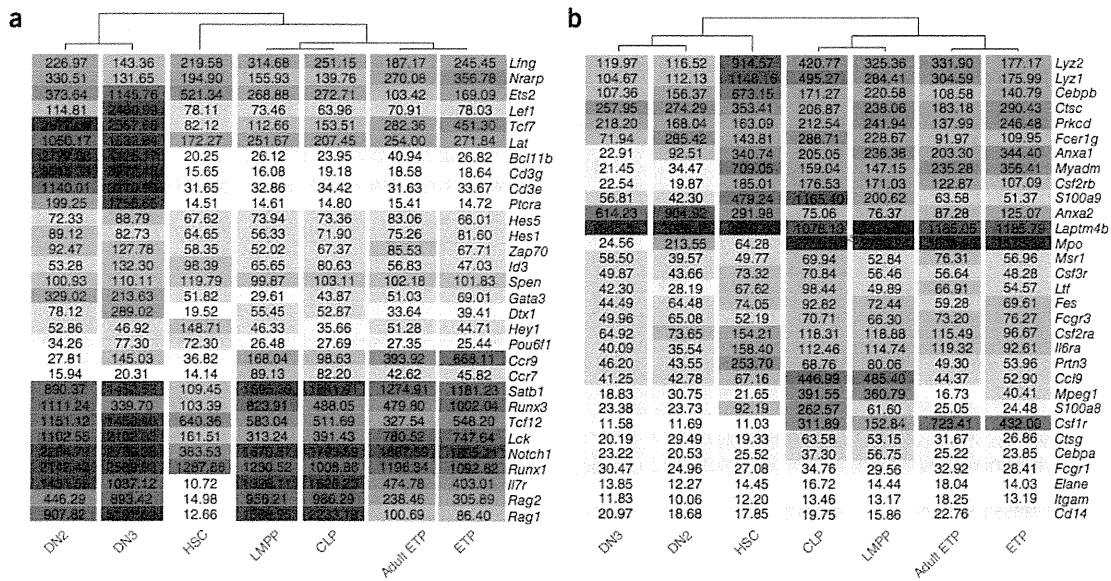 a
226.97 143.36 219.58 314.68 251.15 187.17 245.45 Lfng
330.51 131.65 194.90 155.93 139.76 270.08 356.78 Nrarp
373.64 1145.76 521.34 268.88 272.71 103.42 169.09 Ets2
114.81 78.11 73.46 63.96 70.91 78.03 Lef1
82.12 112.66 153.51 282.36 451.30 Tcf7
1050.17 172.27 251.67 207.45 254.00 271.84 Lat
20.25 26.12 23.95 40.94 26.82 Bcl11b
15.65 16.08 19.18 18.58 18.64 Cd3g
1140.01 31.65 32.86 34.42 31.63 33.67 Cd3e
199.25 14.51 14.61 14.80 15.41 14.72 Ptcra
72.33 88.79 67.62 73.94 73.36 83.06 66.01 Hes5
89.12 82.73 64.65 56.33 71.90 75.26 81.60 Hes1
92.47 127.78 58.35 52.02 67.37 85.53 67.71 Zap70
53.28 132.30 98.39 65.65 80.63 56.83 47.03 Id3
100.93 110.11 119.79 99.87 103.11 102.18 101.83 Spen
329.02 213.63 51.82 29.61 43.87 51.03 69.01 Gata3
78.12 289.02 19.52 55.45 52.87 33.64 39.41 Dtx1
52.86 46.92 148.71 46.33 35.66 51.28 44.71 Hey1
34.26 77.30 72.30 26.48 27.69 27.35 25.44 Pou6f1
27.81 145.03 36.82 168.04 98.63 393.92 668.11 Ccr9
15.94 20.31 14.14 89.13 82.20 42.62 45.82 Ccr7
890.37 109.45 1274.91 1181.23 Satb1
1111.24 339.70 103.39 823.91 488.05 479.80 1002.04 Runx3
1151.12 640.36 583.04 511.69 327.54 548.20 Tcf12
1102.55 161.51 313.24 391.43 780.52 747.64 Lck
383.53 Notch1
1287.66 1230.52 1008.86 1196.34 1092.82 Runx1
1087.12 10.72 474.78 403.01 Il7r
446.29 893.42 14.98 956.21 986.29 238.46 305.89 Rag2
907.82 12.66 100.69 86.40 Rag1
DN2 DN3 HSC LMPP CLP Adult ETP ETP
b
119.97 116.52 914.57 420.77 325.36 331.90 177.17 Lyz2
104.67 112.13 1148.16 495.27 284.41 304.58 175.99 Lyz1
107.36 156.37 673.15 171.27 220.58 108.58 140.79 Cebpb
257.95 274.29 353.41 206.87 238.06 183.18 290.43 Ctsc
218.20 168.04 163.09 212.54 241.94 137.99 246.48 Prkcd
71.94 285.42 143.81 286.71 228.67 91.97 109.95 Fcer1g
22.91 92.51 340.74 205.05 236.36 203.30 344.40 Anxa1
21.45 34.47 709.05 159.04 147.15 235.28 356.41 Myadm
22.54 19.87 185.01 176.53 171.03 122.87 107.09 Csf2rb
56.81 42.30 479.24 1165.40 200.62 63.58 51.37 S100a9
614.23 904.92 291.98 75.06 76.37 87.28 125.07 Anxa2
1078.13 1185.05 1185.79 Laptm4b
24.56 213.55 64.28 Mpo
58.50 39.57 49.77 69.94 52.84 76.31 56.96 Msr1
49.87 43.66 73.32 70.84 56.46 56.64 48.28 Csf3r
42.30 28.19 67.62 98.44 49.89 66.91 54.57 Ltf
44.49 64.48 74.05 92.82 72.44 59.28 69.61 Fes
49.96 65.08 52.19 70.71 66.30 73.20 76.27 Fcgr3
64.92 73.65 154.21 118.31 118.88 115.49 96.67 Csf2ra
40.09 35.54 158.40 112.46 114.74 119.32 92.61 Il6ra
46.20 43.55 253.70 68.76 80.06 49.30 53.96 Prtn3
41.25 42.78 67.16 446.99 485.40 44.37 52.90 Ccl9
18.83 30.75 21.65 391.55 360.79 16.73 40.41 Mpeg1
23.38 23.73 92.19 262.57 61.60 25.05 24.48 S100a8
11.58 11.69 11.03 311.89 152.84 723.41 432.00 Csf1r
20.19 29.49 19.33 63.58 53.15 31.67 26.86 Ctsg
23.22 20.53 25.52 37.30 56.75 25.22 23.85 Cebpa
30.47 24.96 27.08 34.76 29.56 32.92 28.41 Fcgr1
13.85 12.27 14.45 16.72 14.44 18.04 14.03 Elane
11.83 10.06 12.20 13.46 13.17 18.25 13.19 Itgam
20.97 18.68 17.85 19.75 15.86 22.76 Cd14
DN3 DN2 HSC CLP LMPP Adult ETP ETP